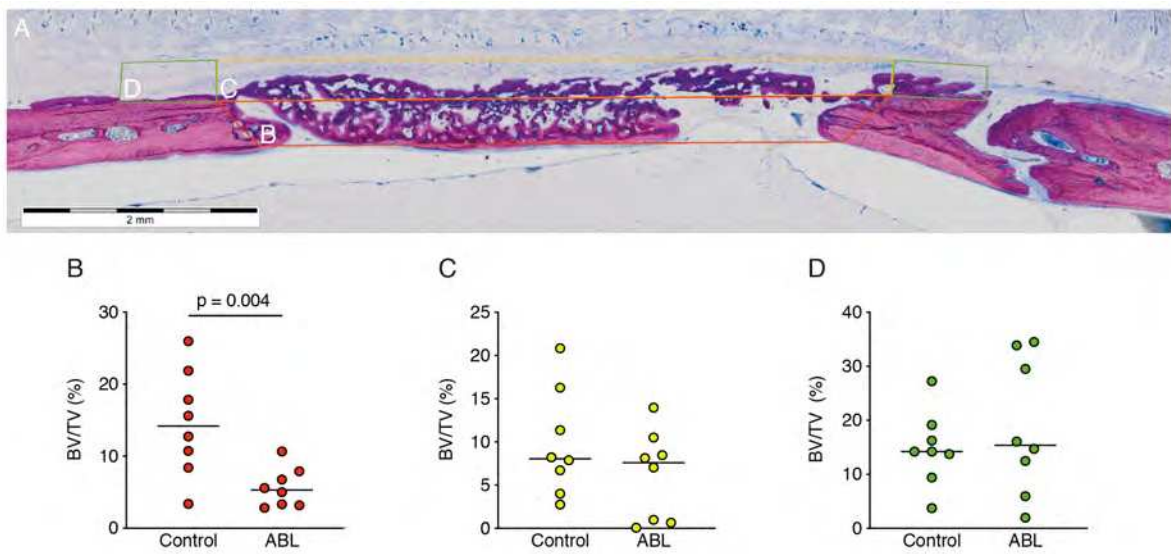 A
D
C
B
2 mm
B
C
D
p = 0.004
30
20
10
0
BV/TV (%)
Control
ABL
25
20
15
10
5
0
BV/TV (%)
Control
ABL
40
30
20
10
0
BV/TV (%)
Control
ABL